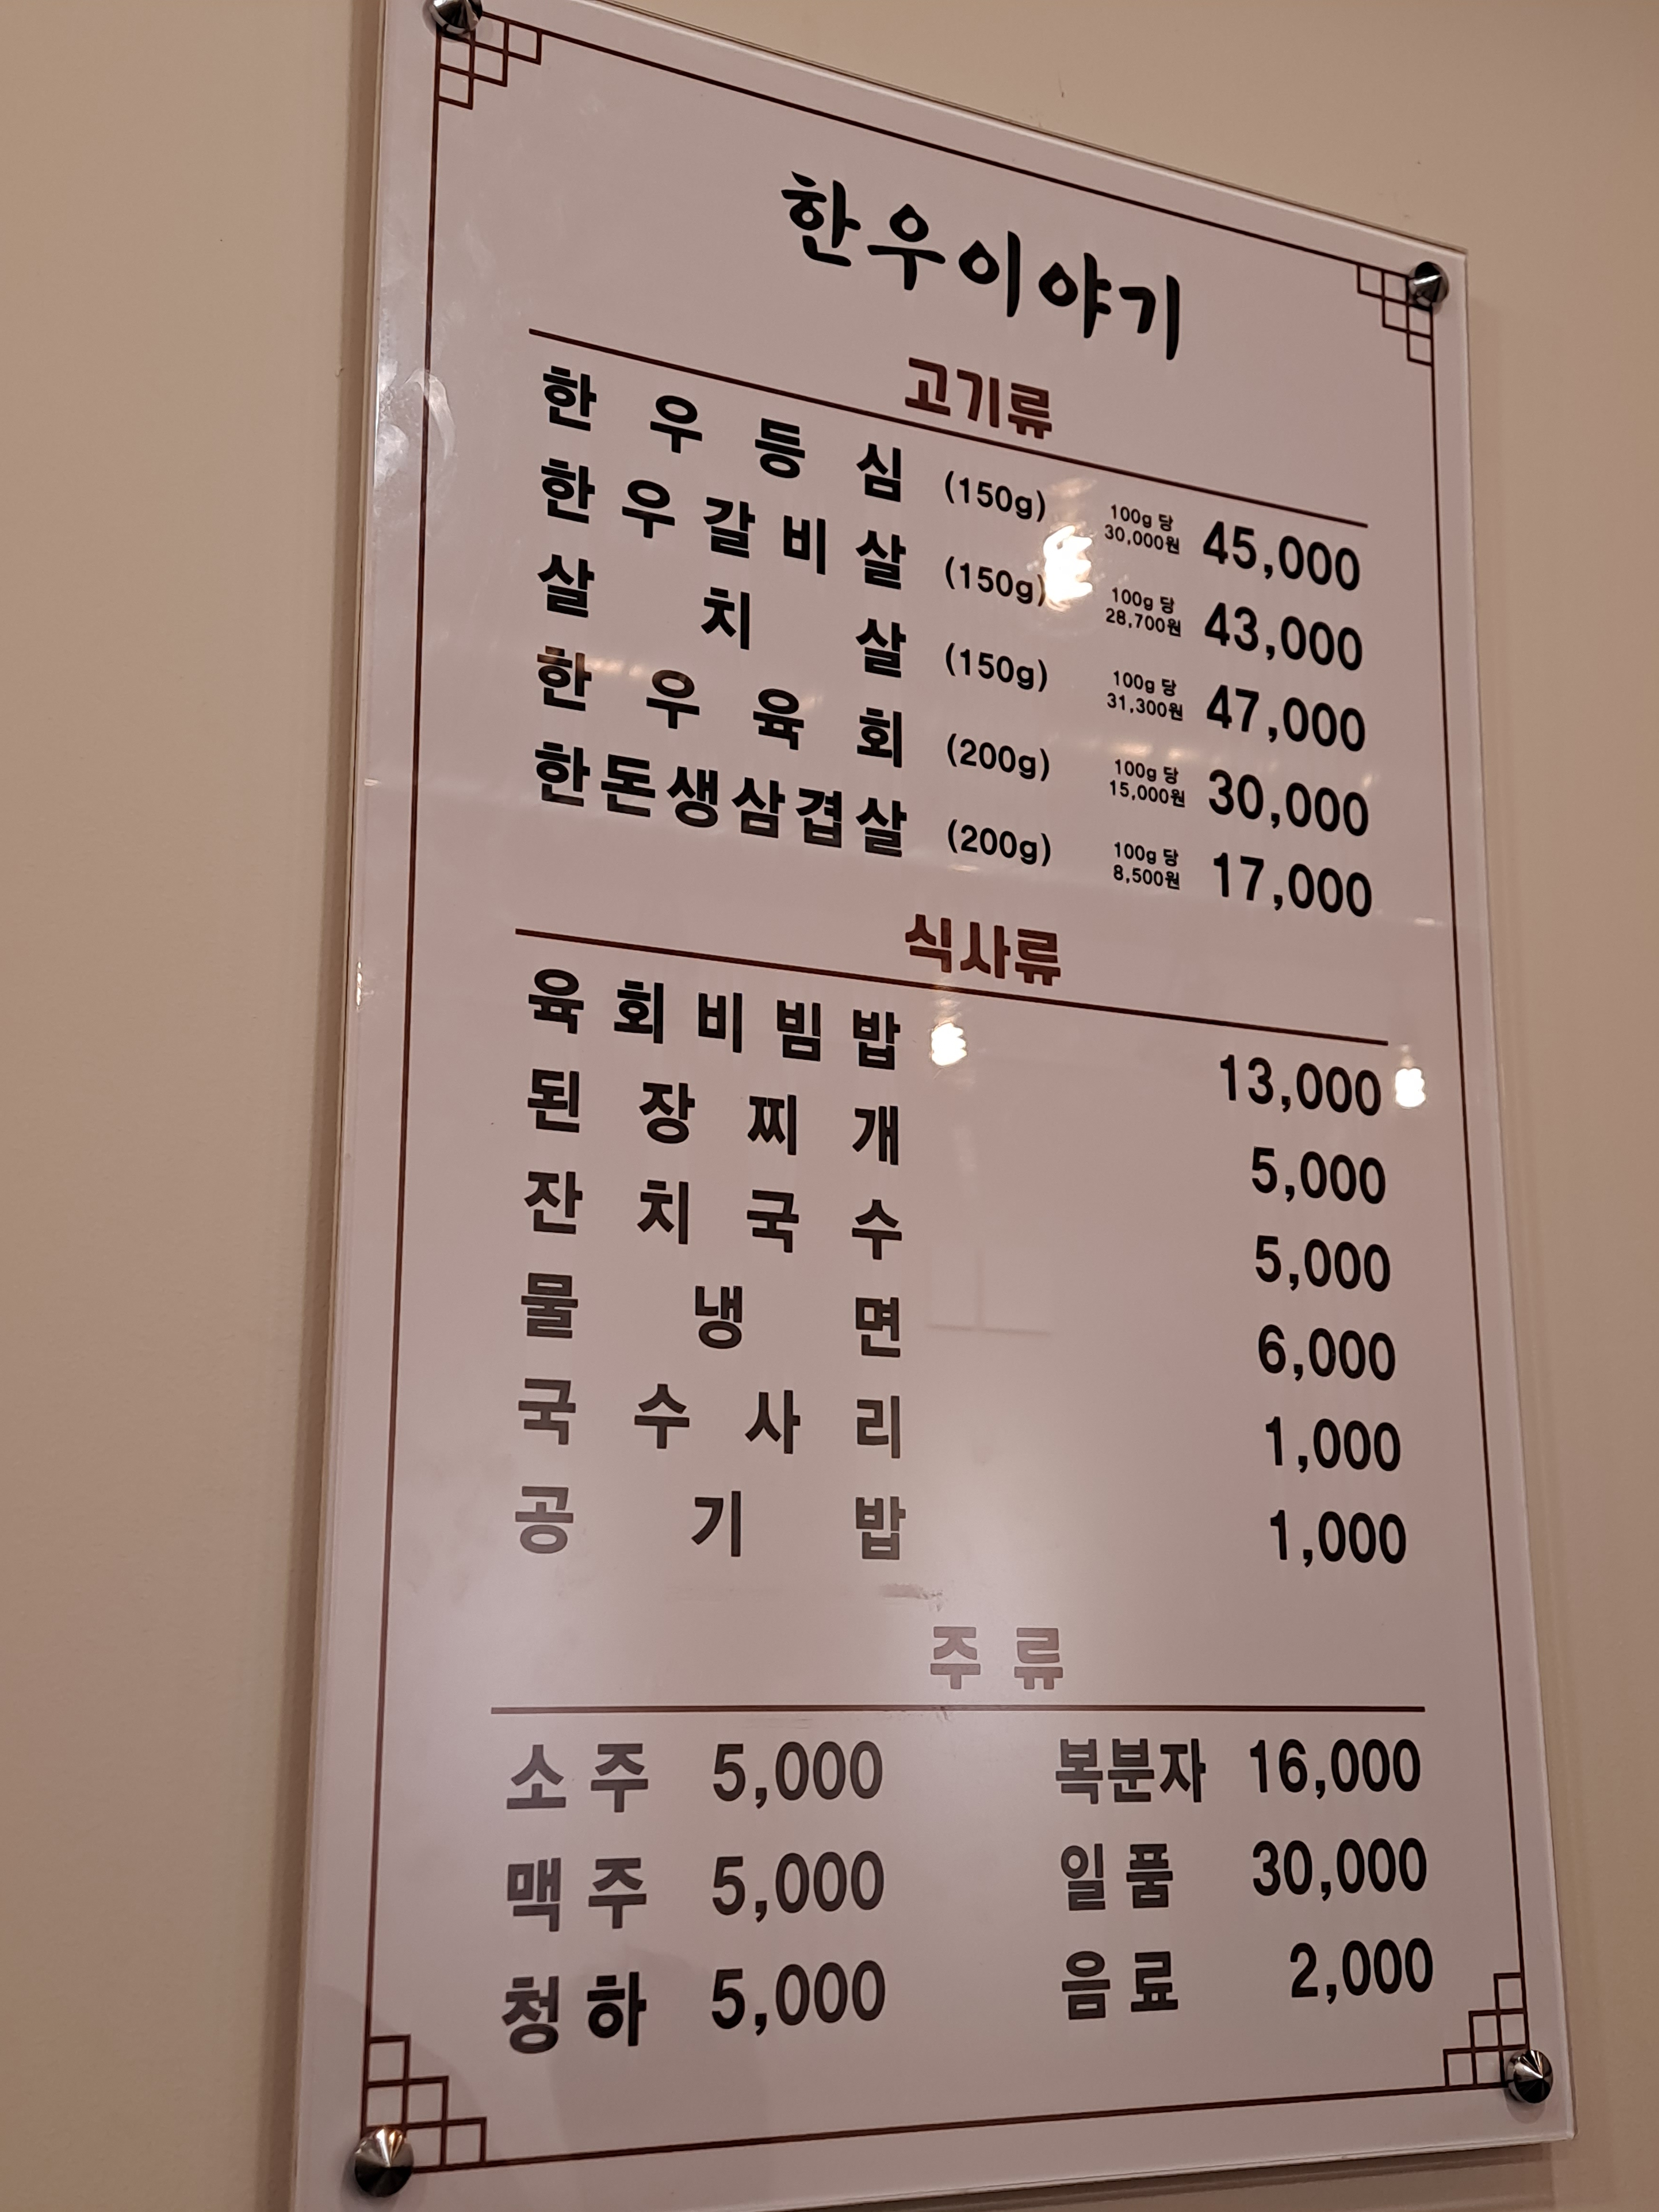 한우이야기
고기류
한우등심 (150g) 100g 당 30,000원 45,000
한우갈비살 (150g) 100g 당 28,700원 43,000
살치살 (150g) 100g 당 31,300원 47,000
한우육회 (200g) 100g 당 15,000원 30,000
한돈생삼겹살 (200g) 100g 당 8,500원 17,000
식사류
육회비빔밥 13,000
된장찌개 5,000
잔치국수 5,000
물냉면 6,000
국수사리 1,000
공기밥 1,000
주류
소주 5,000 복분자 16,000
맥주 5,000 일품 30,000
청하 5,000 음료 2,000